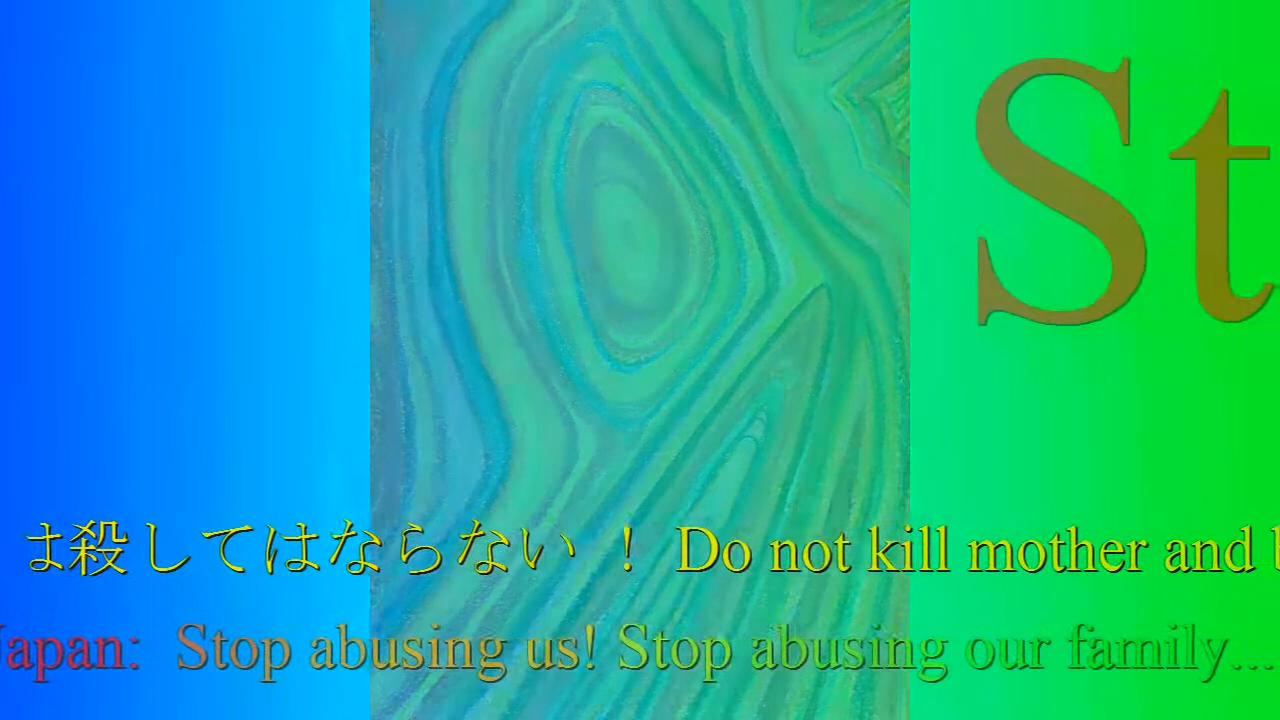 St
は殺してはならない！ Do not kill mother and
Japan: Stop abusing us! Stop abusing our family...